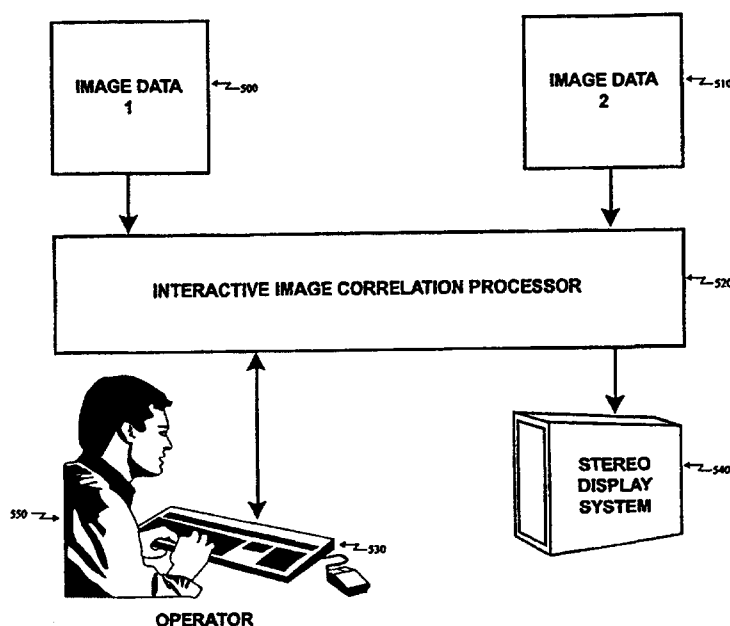 IMAGE DATA
1
500
IMAGE DATA
2
510
INTERACTIVE IMAGE CORRELATION PROCESSOR
520
STEREO
DISPLAY
SYSTEM
540
550
530
OPERATOR